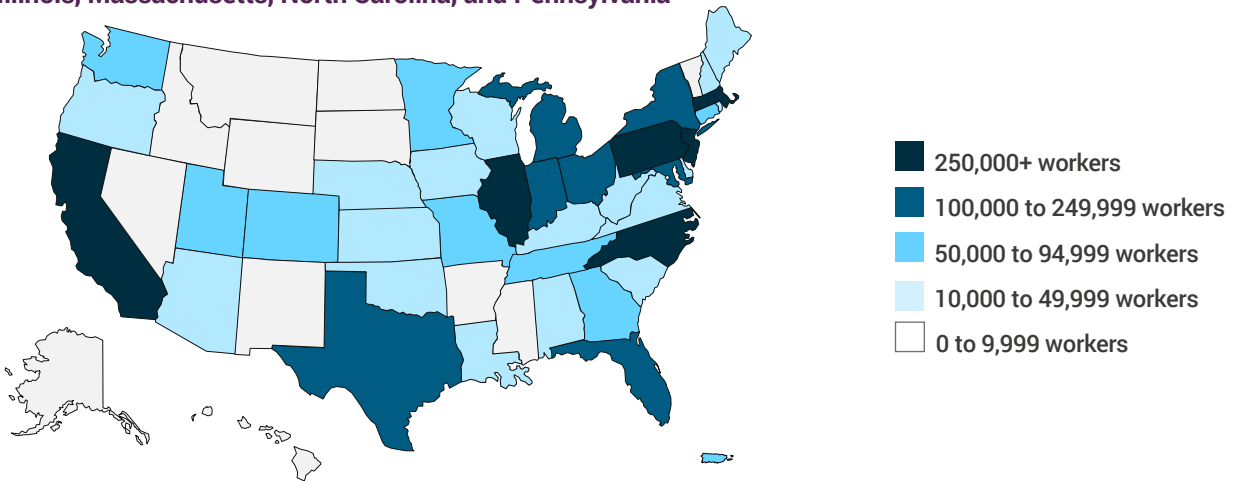 Illinois, Massachusetts, North Carolina, and Pennsylvania
250,000+ workers
100,000 to 249,999 workers
50,000 to 94,999 workers
10,000 to 49,999 workers
0 to 9,999 workers